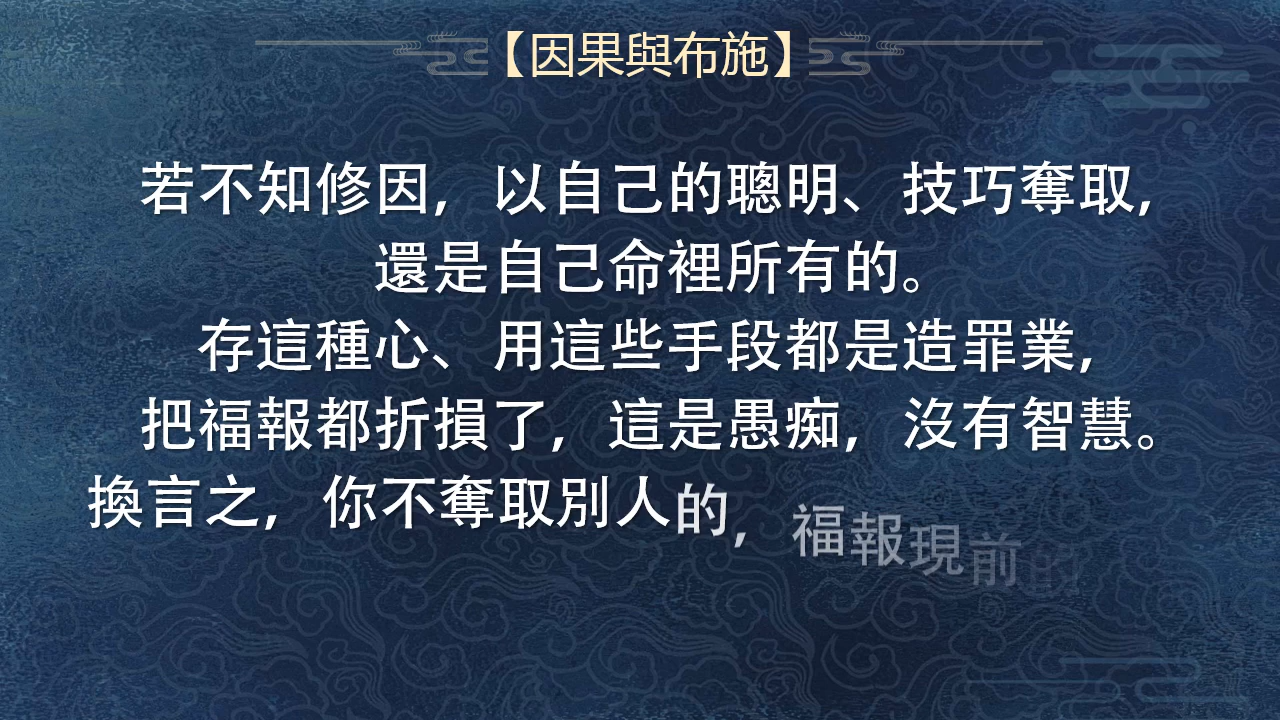 【因果與布施】
若不知修因，以自己的聰明、技巧奪取，
還是自己命裡所有的。
存這種心、用這些手段都是造罪業，
把福報都折損了，這是愚痴，沒有智慧。
換言之，你不奪取別人的，福報現前的